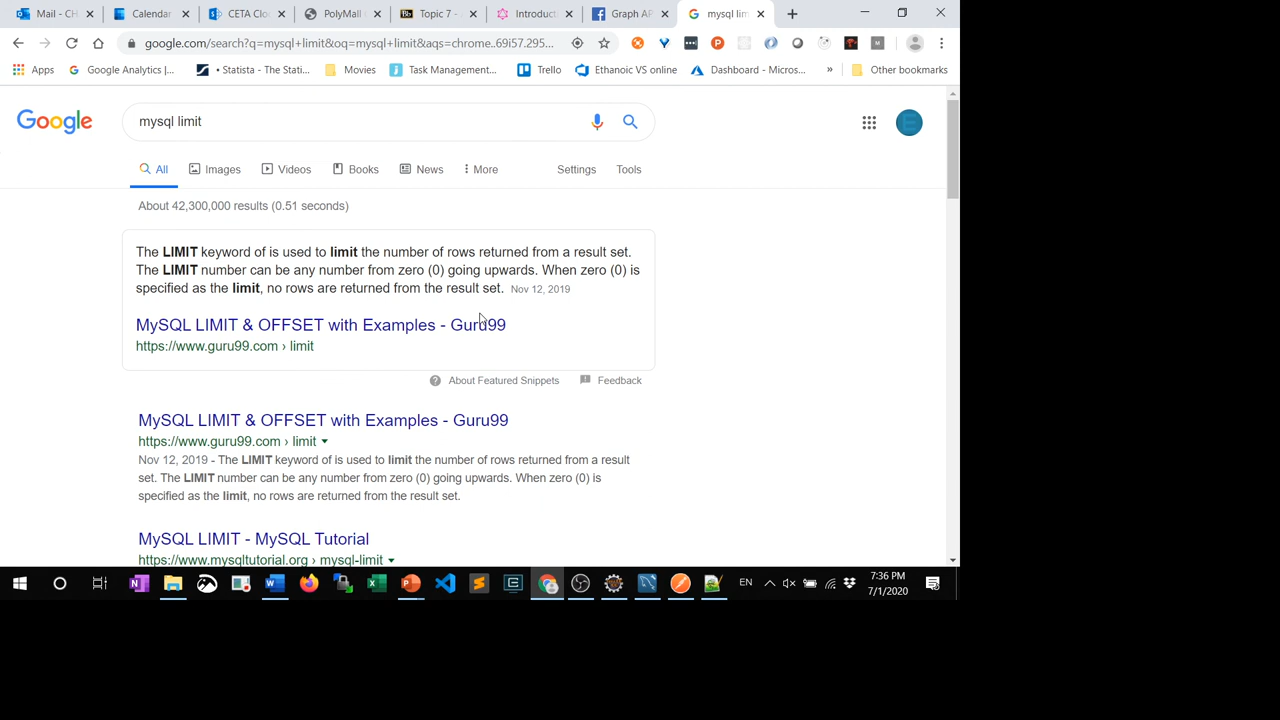 Mail - CH
Calendar
CETA Clo
PolyMall
Topic 7 -
Introduct
Graph AP
mysql lim
google.com/search?q=mysql+limit&oq=mysql+limit&aqs=chrome..69i57.295...
Apps
Google Analytics |...
• Statista - The Stati...
Movies
Task Management...
Trello
Ethanoic VS online
Dashboard - Micros...
»
Other bookmarks
Google
mysql limit
E
All
Images
Videos
Books
News
More
Settings
Tools
About 42,300,000 results (0.51 seconds)
The LIMIT keyword of is used to limit the number of rows returned from a result set.
The LIMIT number can be any number from zero (0) going upwards. When zero (0) is
specified as the limit, no rows are returned from the result set. Nov 12, 2019
MySQL LIMIT & OFFSET with Examples - Guru99
https://www.guru99.com › limit
About Featured Snippets
Feedback
MySQL LIMIT & OFFSET with Examples - Guru99
https://www.guru99.com › limit
Nov 12, 2019 - The LIMIT keyword of is used to limit the number of rows returned from a result
set. The LIMIT number can be any number from zero (0) going upwards. When zero (0) is
specified as the limit, no rows are returned from the result set.
MySQL LIMIT - MySQL Tutorial
https://www.mysqltutorial.org › mysql-limit
EN
7:36 PM
7/1/2020